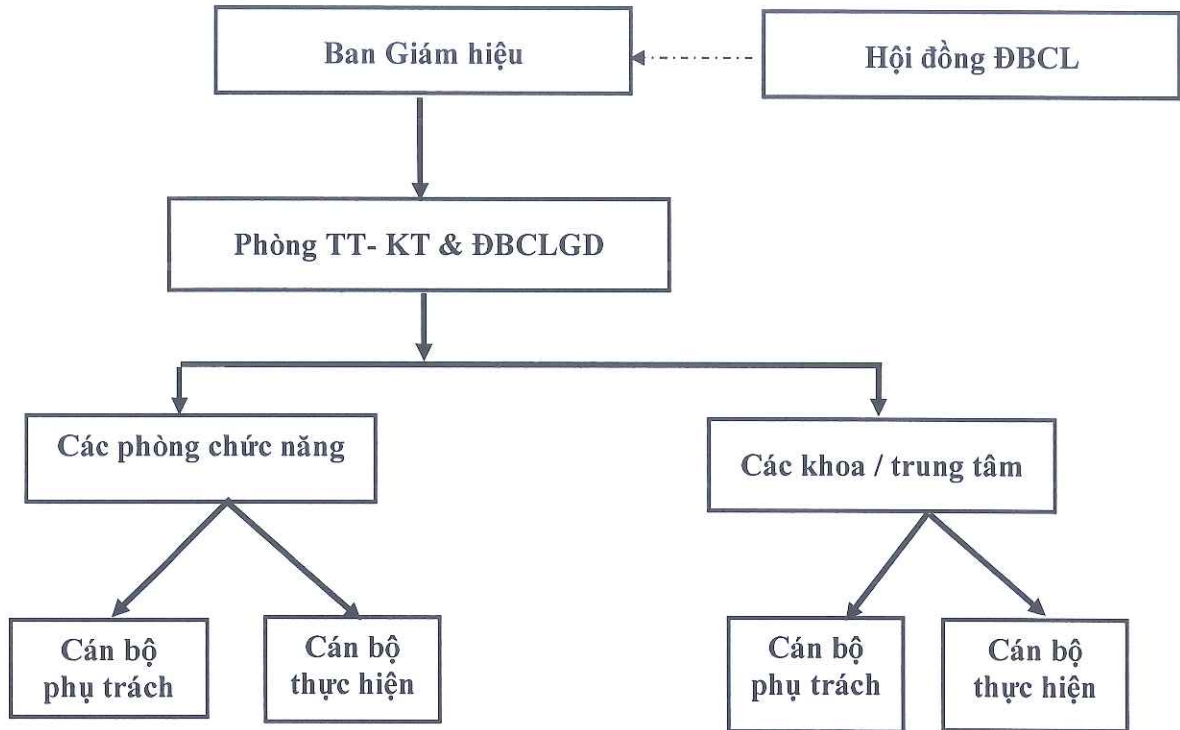 Ban Giám hiệu
Hội đồng ĐBCL
Phòng TT- KT & ĐBCLGD
Các phòng chức năng
Các khoa / trung tâm
Cán bộ
phụ trách
Cán bộ
thực hiện
Cán bộ
phụ trách
Cán bộ
thực hiện